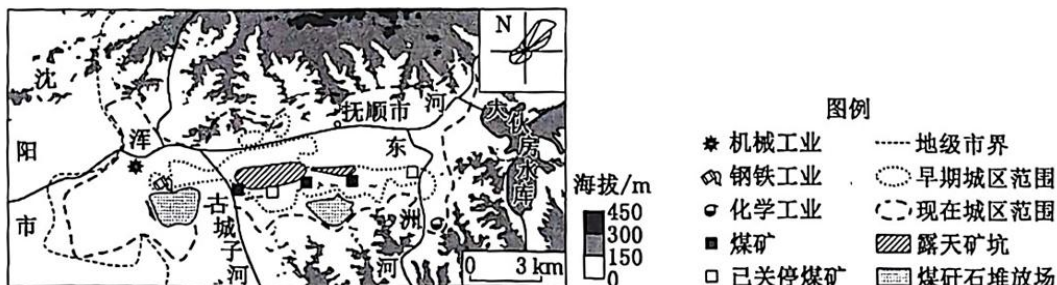 N
沈
阳
市
浑
河
抚顺市
大伙房水库
东
洲
河
古城子河
0 3 km
海拔/m
450
300
150
0
图例
机械工业
地级市界
钢铁工业
早期城区范围
化学工业
现在城区范围
煤矿
露天矿坑
已关停煤矿
煤矸石堆放场